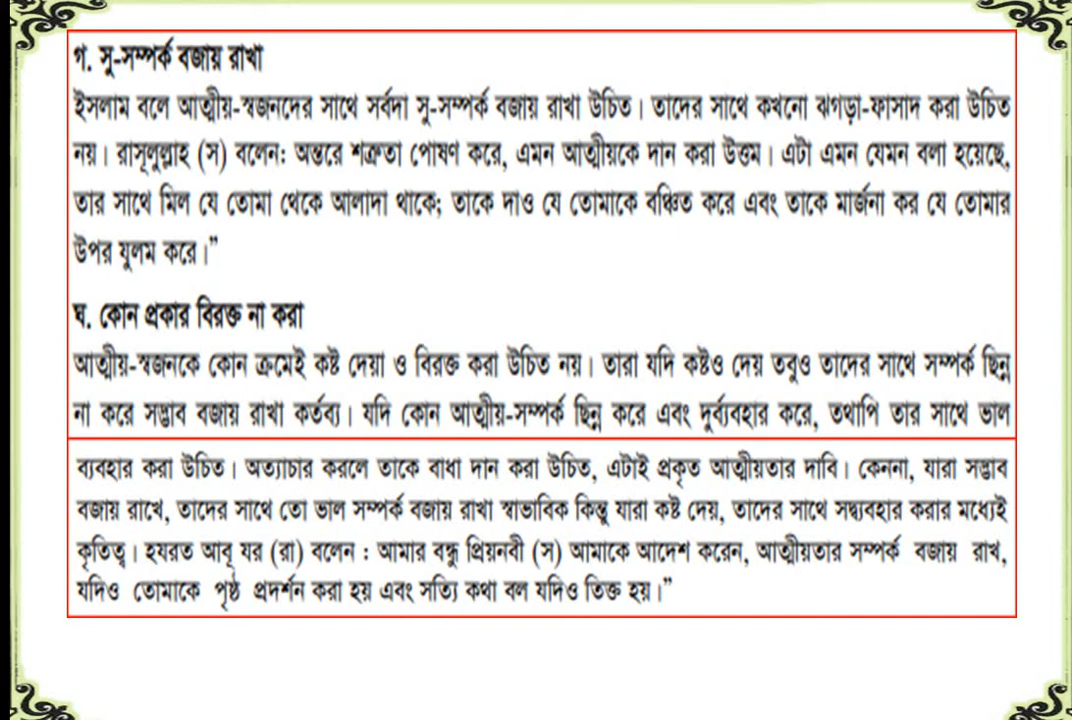 গ. সু-সম্পর্ক বজায় রাখা
ইসলাম বলে আত্মীয়-স্বজনদের সাথে সর্বদা সু-সম্পর্ক বজায় রাখা উচিত। তাদের সাথে কখনো ঝগড়া-ফাসাদ করা উচিত
নয়। রাসূলুল্লাহ (স) বলেন: অন্তরে শত্রুতা পোষণ করে, এমন আত্মীয়কে দান করা উত্তম। এটা এমন যেমন বলা হয়েছে,
তার সাথে মিল যে তোমা থেকে আলাদা থাকে; তাকে দাও যে তোমাকে বঞ্চিত করে এবং তাকে মার্জনা কর যে তোমার
উপর যুলম করে।”
ঘ. কোন প্রকার বিরক্ত না করা
আত্মীয়-স্বজনকে কোন ক্রমেই কষ্ট দেয়া ও বিরক্ত করা উচিত নয়। তারা যদি কষ্টও দেয় তবুও তাদের সাথে সম্পর্ক ছিন্ন
না করে সদ্ভাব বজায় রাখা কর্তব্য। যদি কোন আত্মীয়-সম্পর্ক ছিন্ন করে এবং দুর্ব্যবহার করে, তথাপি তার সাথে ভাল
ব্যবহার করা উচিত। অত্যাচার করলে তাকে বাধা দান করা উচিত, এটাই প্রকৃত আত্মীয়তার দাবি। কেননা, যারা সদ্ভাব
বজায় রাখে, তাদের সাথে তো ভাল সম্পর্ক বজায় রাখা স্বাভাবিক কিন্তু যারা কষ্ট দেয়, তাদের সাথে সদ্ব্যবহার করার মধ্যেই
কৃতিত্ব। হযরত আবূ যর (রা) বলেন : আমার বন্ধু প্রিয়নবী (স) আমাকে আদেশ করেন, আত্মীয়তার সম্পর্ক বজায় রাখ,
যদিও তোমাকে পৃষ্ঠ প্রদর্শন করা হয় এবং সত্যি কথা বল যদিও তিক্ত হয়।”